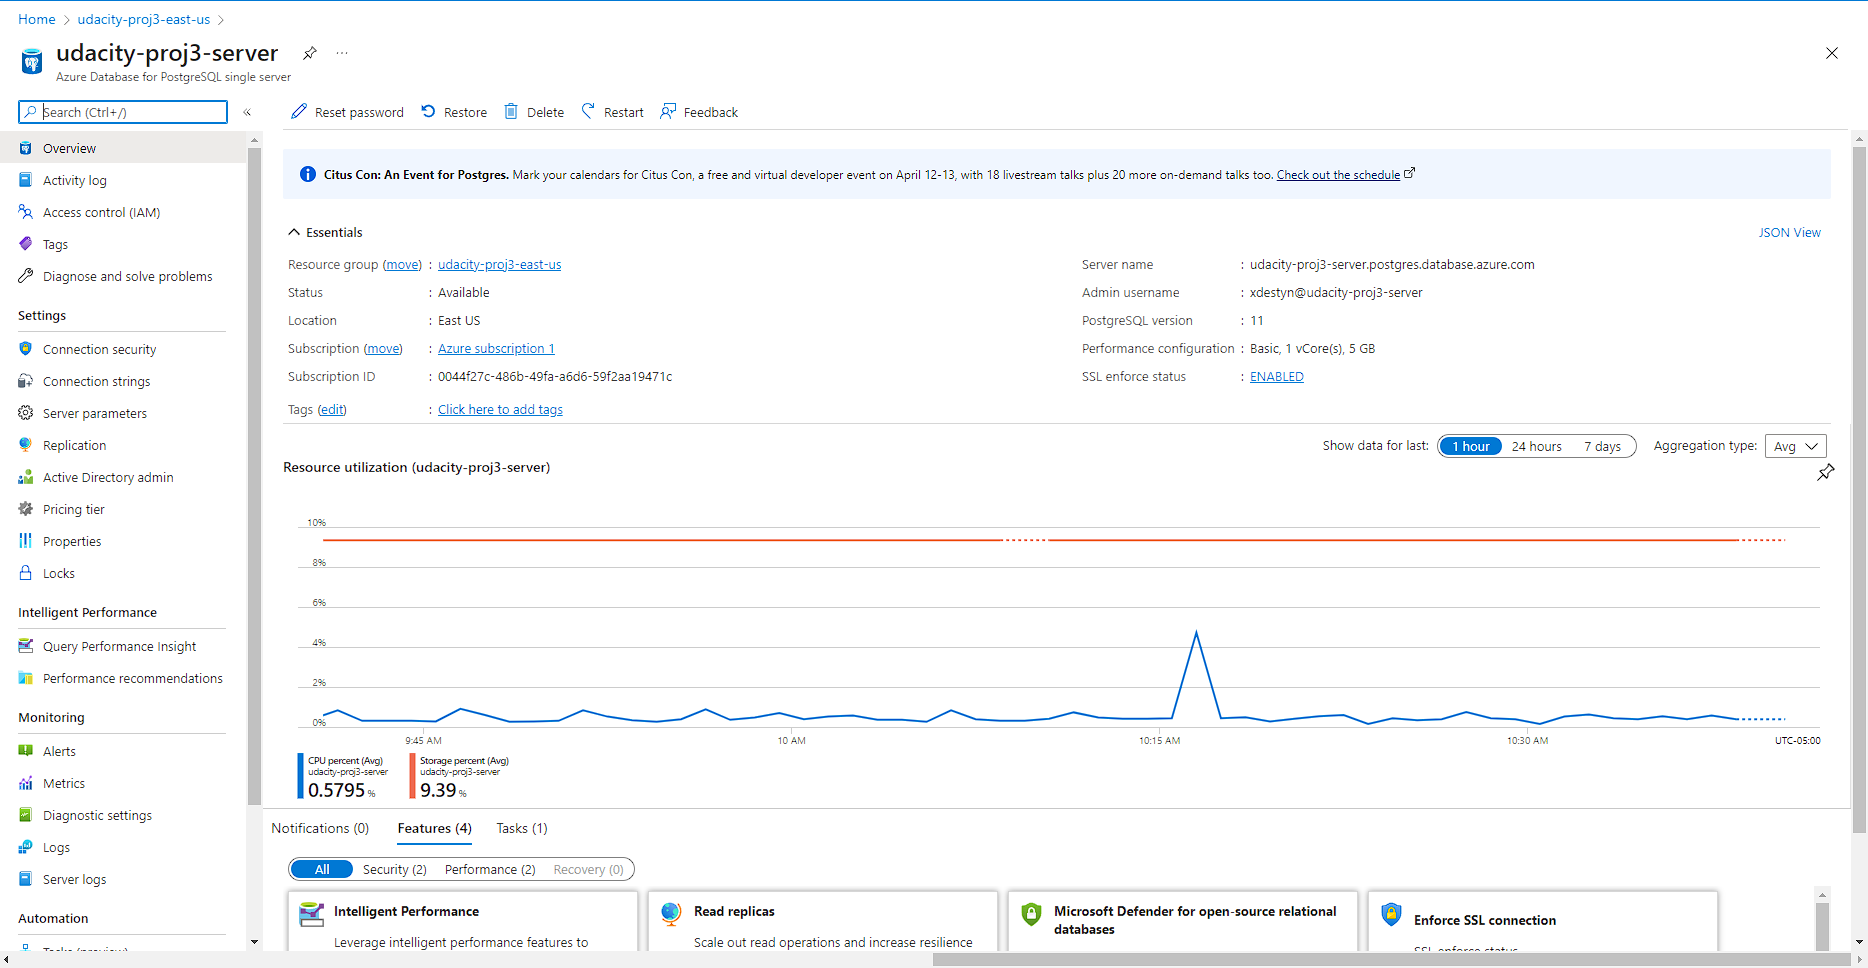 Home > udacity-proj3-east-us >
udacity-proj3-server
Azure Database for PostgreSQL single server
Search (Ctrl+/)
Overview
Activity log
Access control (IAM)
Tags
Diagnose and solve problems
Settings
Connection security
Connection strings
Server parameters
Replication
Active Directory admin
Pricing tier
Properties
Locks
Intelligent Performance
Query Performance Insight
Performance recommendations
Monitoring
Alerts
Metrics
Diagnostic settings
Logs
Server logs
Automation
Tasks (preview)
Reset password Restore Delete Restart Feedback
Citus Con: An Event for Postgres. Mark your calendars for Citus Con, a free and virtual developer event on April 12-13, with 18 livestream talks plus 20 more on-demand talks too. Check out the schedule
Essentials
JSON View
Resource group (move) : udacity-proj3-east-us
Status : Available
Location : East US
Subscription (move) : Azure subscription 1
Subscription ID : 0044f27c-486b-49fa-a6d6-59f2aa19471c
Tags (edit) : Click here to add tags
Server name : udacity-proj3-server.postgres.database.azure.com
Admin username : xdestyn@udacity-proj3-server
PostgreSQL version : 11
Performance configuration : Basic, 1 vCore(s), 5 GB
SSL enforce status : ENABLED
Show data for last: 1 hour 24 hours 7 days Aggregation type: Avg
Resource utilization (udacity-proj3-server)
10%
8%
6%
4%
2%
0%
9:45 AM 10 AM 10:15 AM 10:30 AM UTC-05:00
CPU percent (Avg)
udacity-proj3-server
0.5795 %
Storage percent (Avg)
udacity-proj3-server
9.39 %
Notifications (0) Features (4) Tasks (1)
All Security (2) Performance (2) Recovery (0)
Intelligent Performance
Leverage intelligent performance features to
Read replicas
Scale out read operations and increase resilience
Microsoft Defender for open-source relational
databases
Enforce SSL connection
SSL enforce status